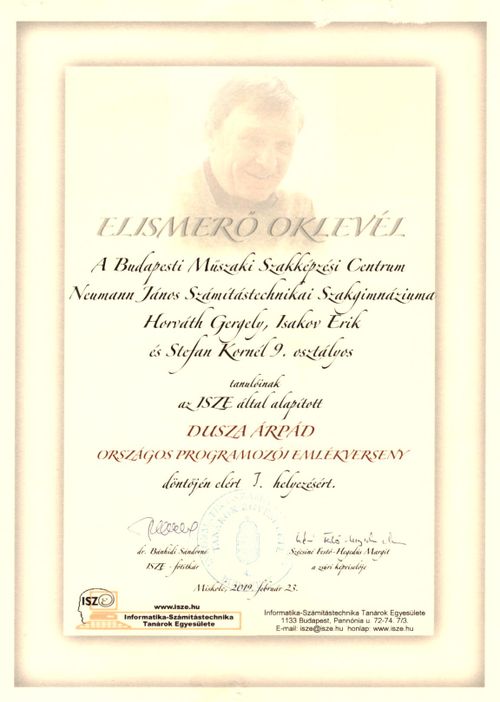 ELISMERŐ OKLEVÉL
A Budapesti Műszaki Szakképzési Centrum
Neumann János Számítástechnikai Szakgimnáziuma
Horváth Gergely, Isakov Erik
és Stefan Kornél 9. osztályos
tanulóinak
az ISZE által alapított
DUSZA ÁRPÁD
ORSZÁGOS PROGRAMOZÓI EMLÉKVERSENY
döntőjén elért I. helyezésért.
dr. Bánhidi Sándorné
ISZE - főtitkár
Szécsiné Festő-Hegedűs Margit
a zsűri képviselője
Miskolc, 2019. február 23.
ISZE
www.isze.hu
Informatika-Számítástechnika
Tanárok Egyesülete
Informatika-Számítástechnika Tanárok Egyesülete
1133 Budapest, Pannónia u 72-74. 7/3.
E-mail: isze@isze.hu honlap: www.isze.hu